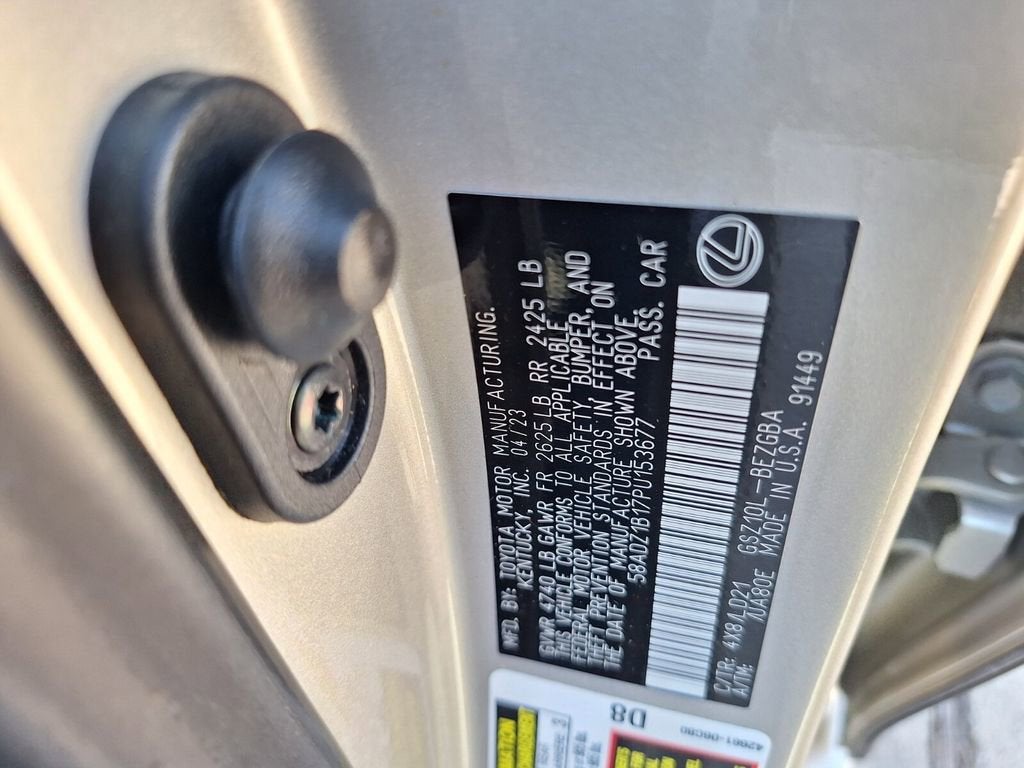 MFD. BY: TOYOTA MOTOR MANUFACTURING.
KENTUCKY, INC. 04/23
GVWR 4740 LB GAWR FR 2625 LB RR 2425 LB
THIS VEHICLE CONFORMS TO ALL APPLICABLE
FEDERAL MOTOR VEHICLE SAFETY, BUMPER, AND
THEFT PREVENTION STANDARDS IN EFFECT ON
THE DATE OF MANUFACTURE SHOWN ABOVE.
58ADZ1B17PU153677 PASS. CAR
C/TR: 4X8/LD21 GSZ10L-BEZGBA
A/TM: /UA80E MADE IN U.S.A. 91449
D8